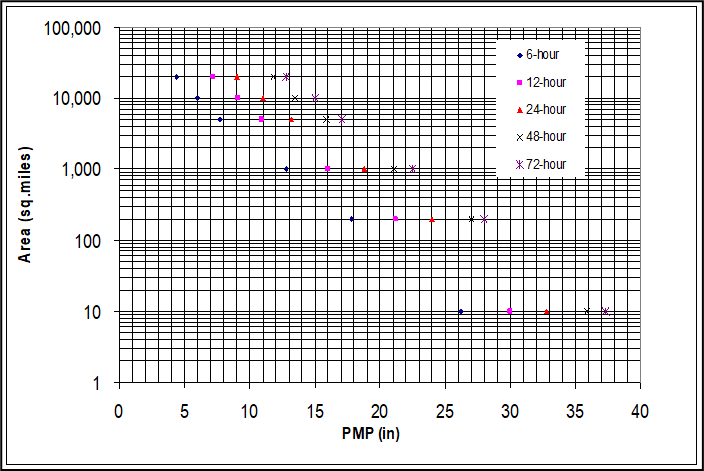 100,000
10,000
1,000
100
10
1
Area (sq.miles)
0 5 10 15 20 25 30 35 40
PMP (in)
6-hour
12-hour
24-hour
48-hour
72-hour